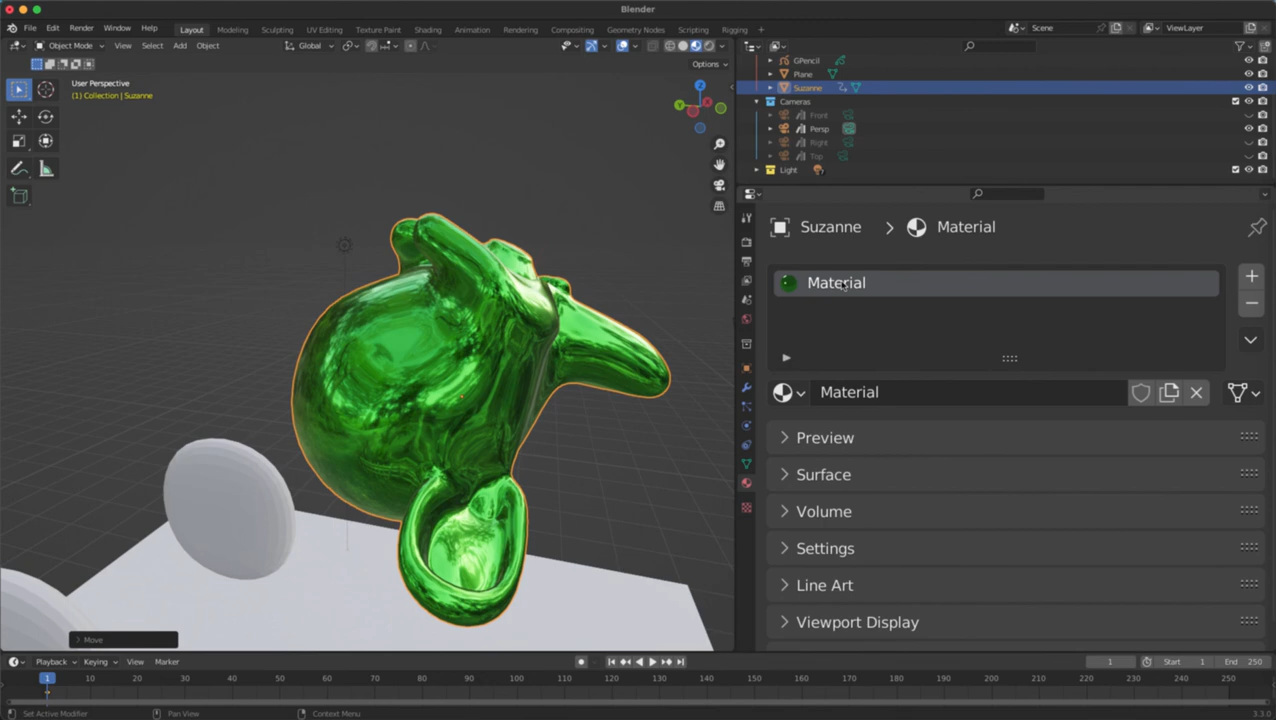 Blender
File Edit Render Window Help
Layout Modeling Sculpting UV Editing Texture Paint Shading Animation Rendering Compositing Geometry Nodes Scripting Rigging
Scene
ViewLayer
Object Mode View Select Add Object
Global
Options
User Perspective
(1) Collection | Suzanne
GPencil
Plane
Suzanne
Cameras
Front
Persp
Right
Top
Light
Suzanne
Material
Material
Material
Preview
Surface
Volume
Settings
Line Art
Viewport Display
Move
Playback Keying View Marker
1
Start 1
End 250
1 10 20 30 40 50 60 70 80 90 100 110 120 130 140 150 160 170 180 190 200 210 220 230 240 250
Set Active Modifier
Pan View
Context Menu
3.3.0